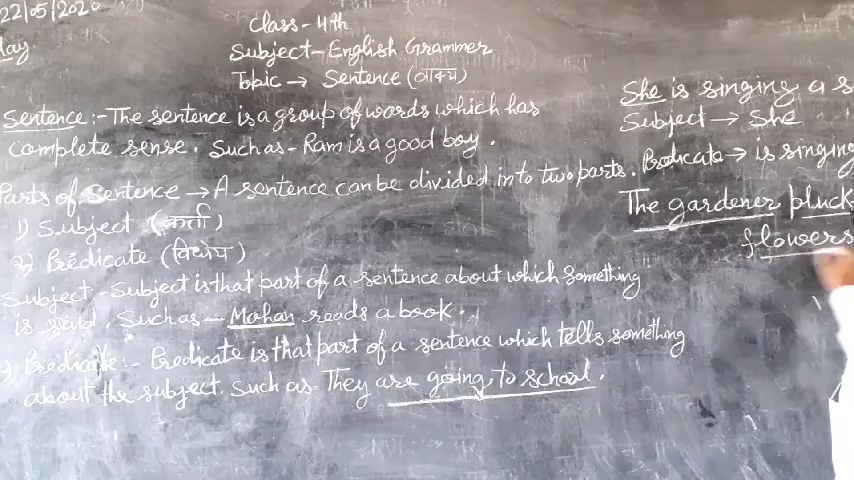 22/05/2020
day
Class - 4th
Subject - English Grammer
Topic → Sentence (वाक्य)
Sentence :- The sentence is a group of words which has
complete sense. Such as - Ram is a good boy.
Parts of Sentence → A sentence can be divided into two parts.
1) Subject (कर्ता)
2) Predicate (विधेय)
Subject - Subject is that part of a sentence about which something
is said. Such as - Mohan reads a book.
Predicate :- Predicate is that part of a sentence which tells something
about the subject. Such as - They are going to school.
She is singing a s
Subject → She
Predicate → is singing
The gardener pluck
flowers